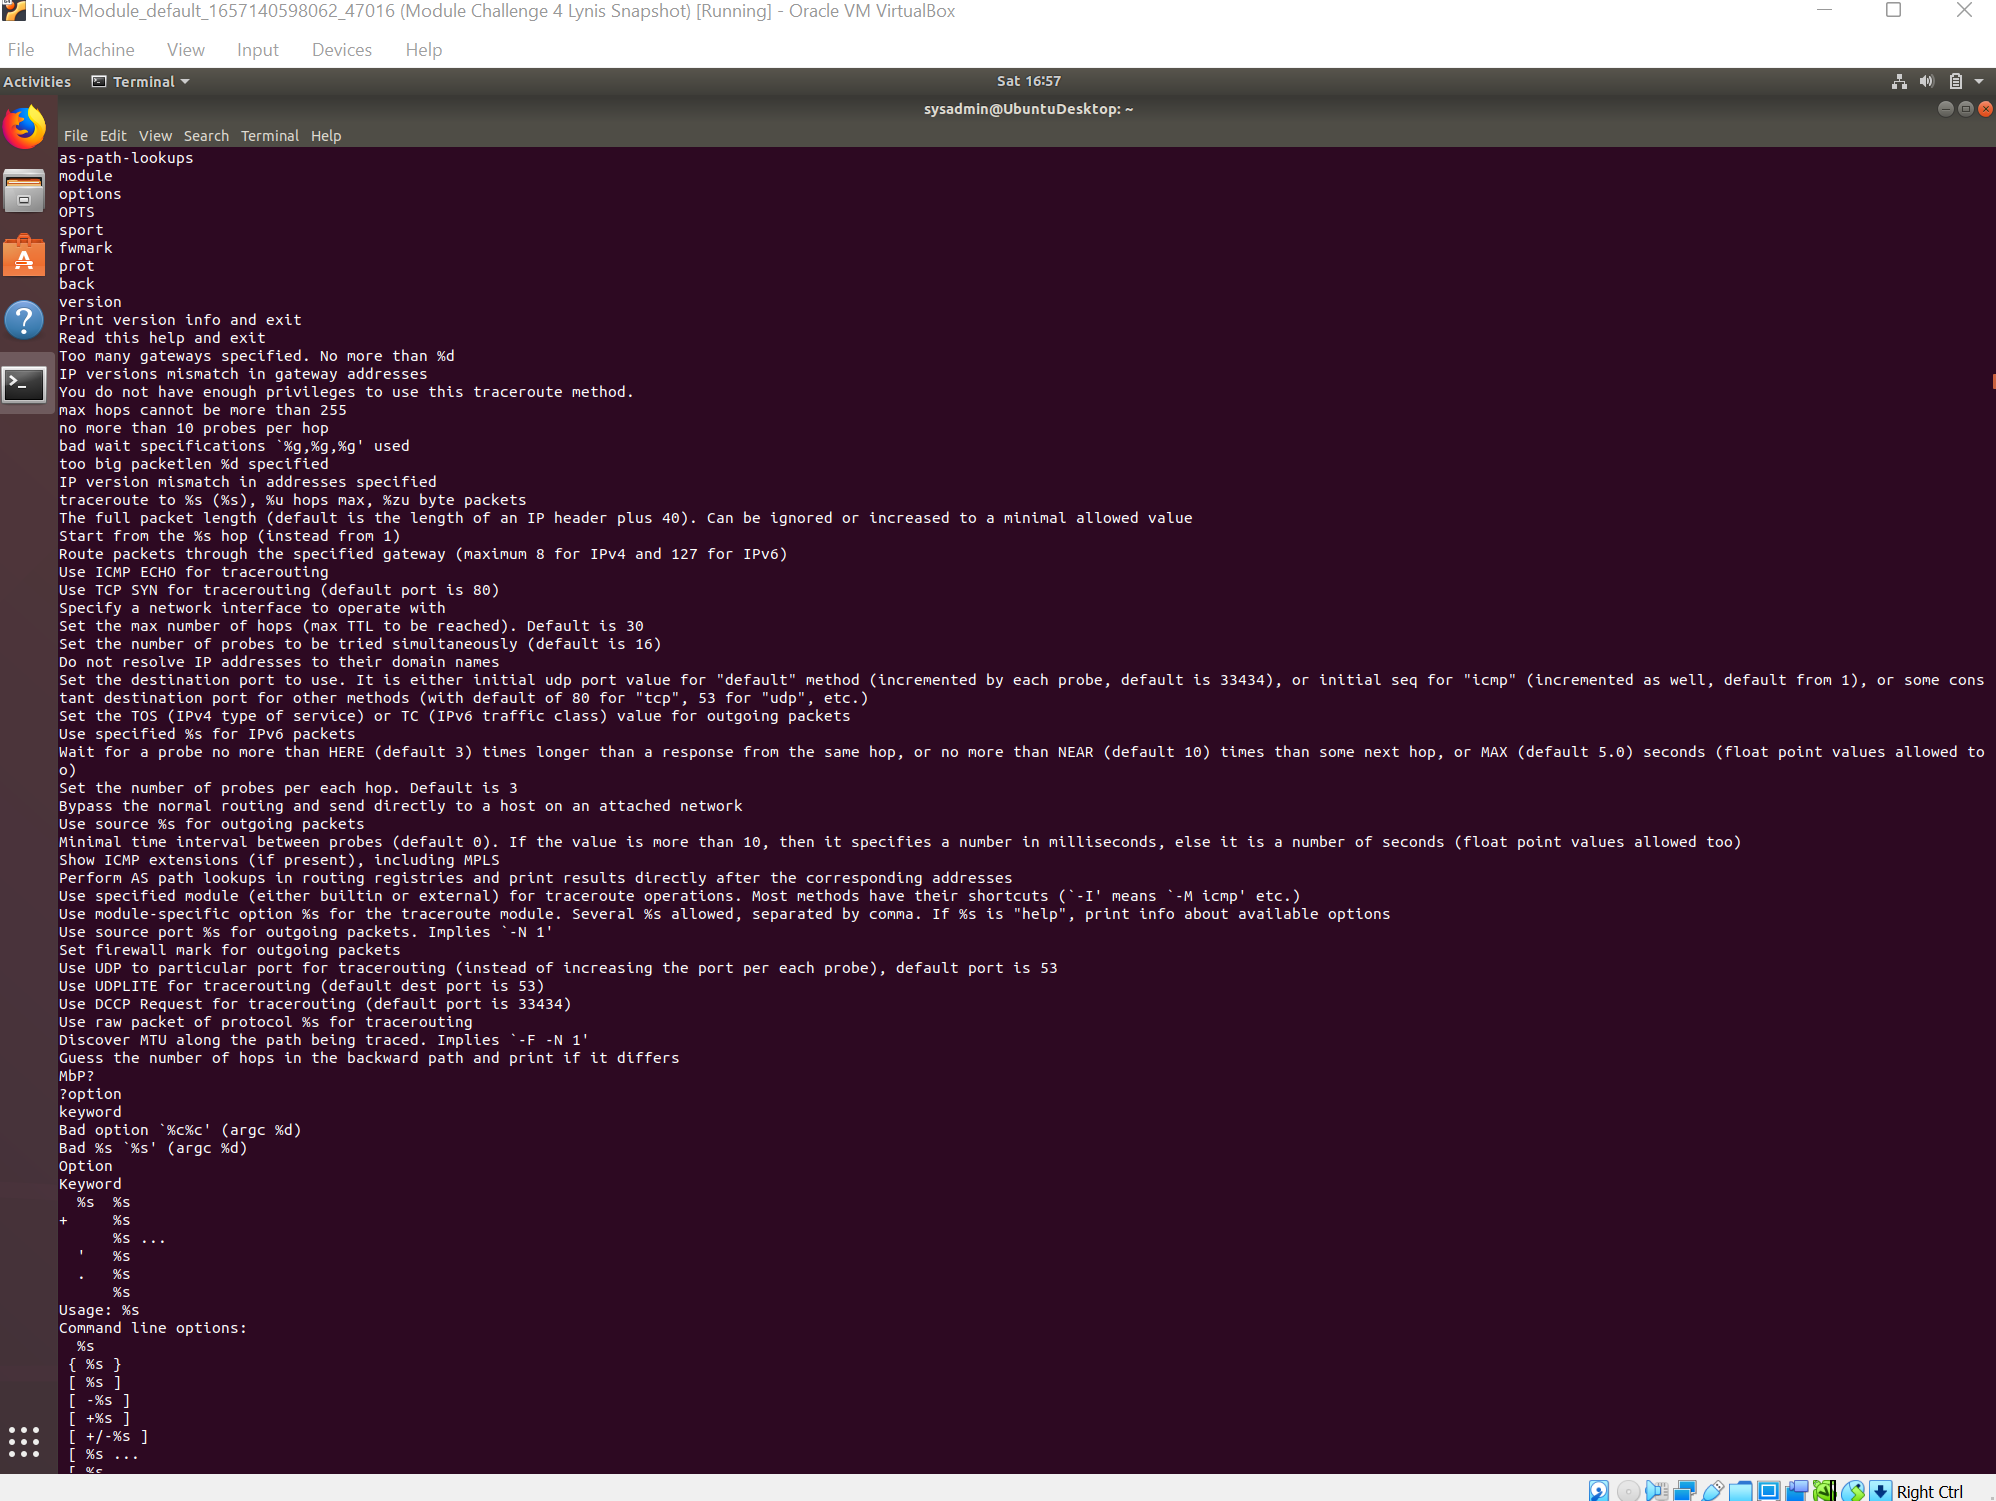 Linux-Module_default_1657140598062_47016 (Module Challenge 4 Lynis Snapshot) [Running] - Oracle VM VirtualBox
File Machine View Input Devices Help
Activities Terminal Sat 16:57
sysadmin@UbuntuDesktop: ~
File Edit View Search Terminal Help
as-path-lookups
module
options
OPTS
sport
fwmark
prot
back
version
Print version info and exit
Read this help and exit
Too many gateways specified. No more than %d
IP versions mismatch in gateway addresses
You do not have enough privileges to use this traceroute method.
max hops cannot be more than 255
no more than 10 probes per hop
bad wait specifications `%g,%g,%g' used
too big packetlen %d specified
IP version mismatch in addresses specified
traceroute to %s (%s), %u hops max, %zu byte packets
The full packet length (default is the length of an IP header plus 40). Can be ignored or increased to a minimal allowed value
Start from the %s hop (instead from 1)
Route packets through the specified gateway (maximum 8 for IPv4 and 127 for IPv6)
Use ICMP ECHO for tracerouting
Use TCP SYN for tracerouting (default port is 80)
Specify a network interface to operate with
Set the max number of hops (max TTL to be reached). Default is 30
Set the number of probes to be tried simultaneously (default is 16)
Do not resolve IP addresses to their domain names
Set the destination port to use. It is either initial udp port value for "default" method (incremented by each probe, default is 33434), or initial seq for "icmp" (incremented as well, default from 1), or some cons
tant destination port for other methods (with default of 80 for "tcp", 53 for "udp", etc.)
Set the TOS (IPv4 type of service) or TC (IPv6 traffic class) value for outgoing packets
Use specified %s for IPv6 packets
Wait for a probe no more than HERE (default 3) times longer than a response from the same hop, or no more than NEAR (default 10) times than some next hop, or MAX (default 5.0) seconds (float point values allowed to
o)
Set the number of probes per each hop. Default is 3
Bypass the normal routing and send directly to a host on an attached network
Use source %s for outgoing packets
Minimal time interval between probes (default 0). If the value is more than 10, then it specifies a number in milliseconds, else it is a number of seconds (float point values allowed too)
Show ICMP extensions (if present), including MPLS
Perform AS path lookups in routing registries and print results directly after the corresponding addresses
Use specified module (either builtin or external) for traceroute operations. Most methods have their shortcuts (`-I' means `-M icmp' etc.)
Use module-specific option %s for the traceroute module. Several %s allowed, separated by comma. If %s is "help", print info about available options
Use source port %s for outgoing packets. Implies `-N 1'
Set firewall mark for outgoing packets
Use UDP to particular port for tracerouting (instead of increasing the port per each probe), default port is 53
Use UDPLITE for tracerouting (default dest port is 53)
Use DCCP Request for tracerouting (default port is 33434)
Use raw packet of protocol %s for tracerouting
Discover MTU along the path being traced. Implies `-F -N 1'
Guess the number of hops in the backward path and print if it differs
MbP?
?option
keyword
Bad option `%c%c' (argc %d)
Bad %s `%s' (argc %d)
Option
Keyword
%s %s
+ %s
%s ...
' %s
. %s
%s
Usage: %s
Command line options:
%s
{ %s }
[ %s ]
[ -%s ]
[ +%s ]
[ +/-%s ]
[ %s ...
[ %s
Right Ctrl